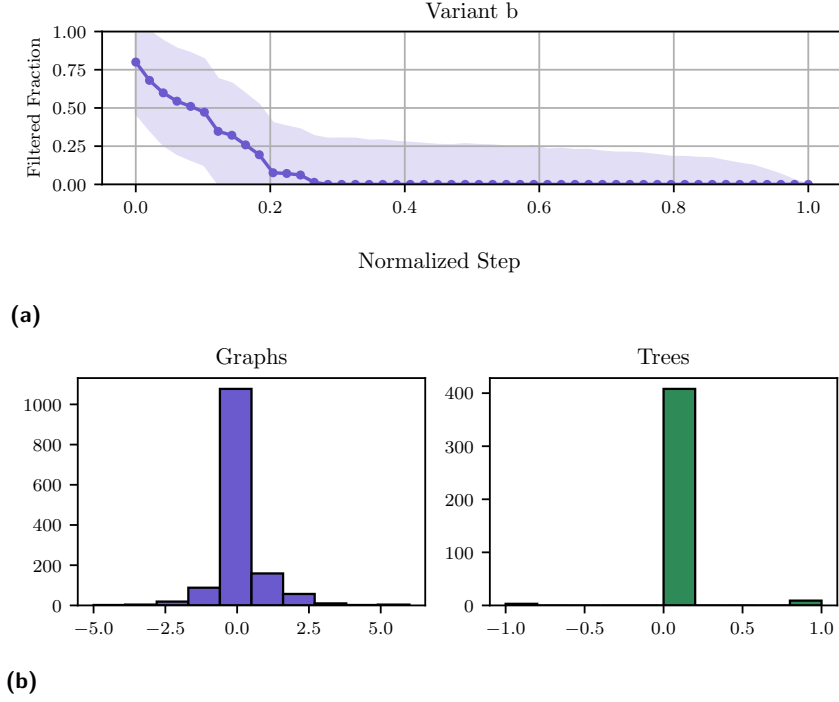 Variant b
Filtered Fraction
1.00
0.75
0.50
0.25
0.00
0.0 0.2 0.4 0.6 0.8 1.0
Normalized Step
(a)
Graphs
1000
800
600
400
200
0
−5.0 −2.5 0.0 2.5 5.0
Trees
400
300
200
100
0
−1.0 −0.5 0.0 0.5 1.0
(b)